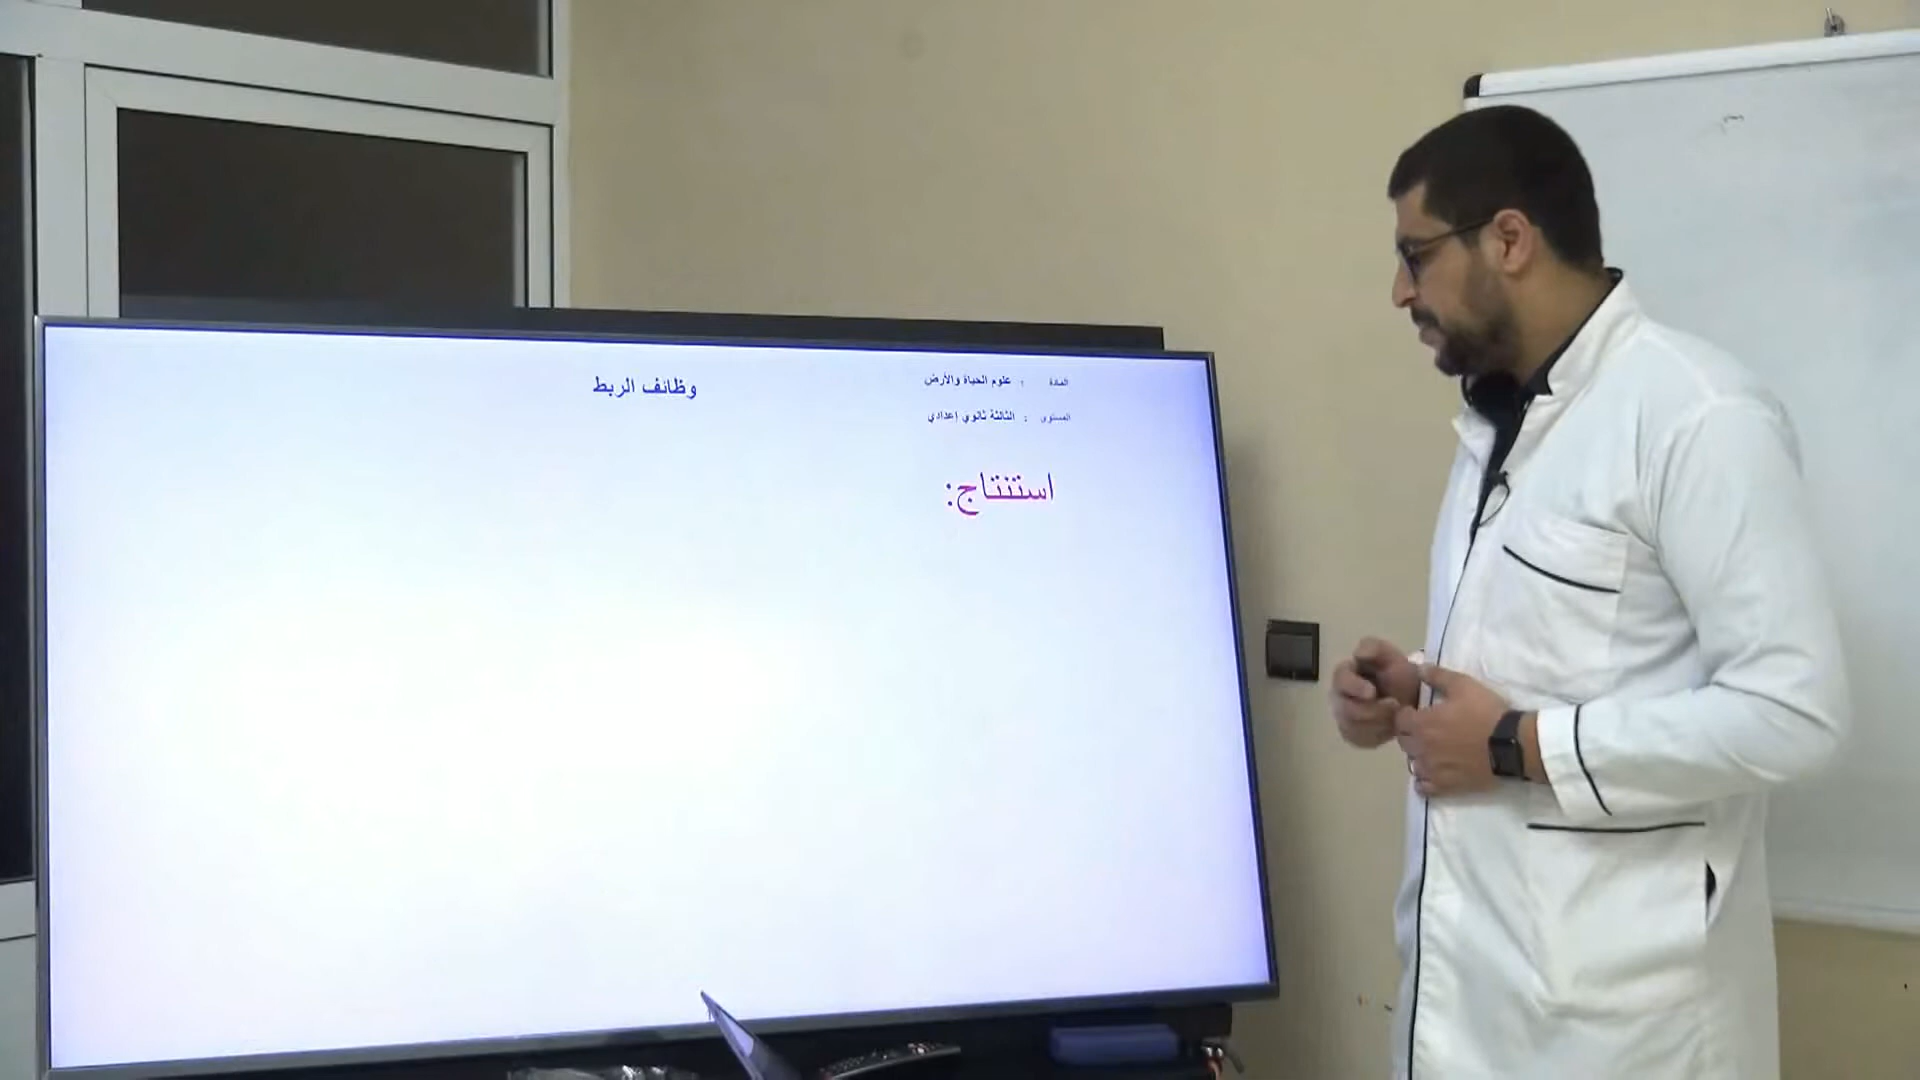 المادة : علوم الحياة والأرض
وظائف الربط
المستوى : الثالثة ثانوي إعدادي
استنتاج: